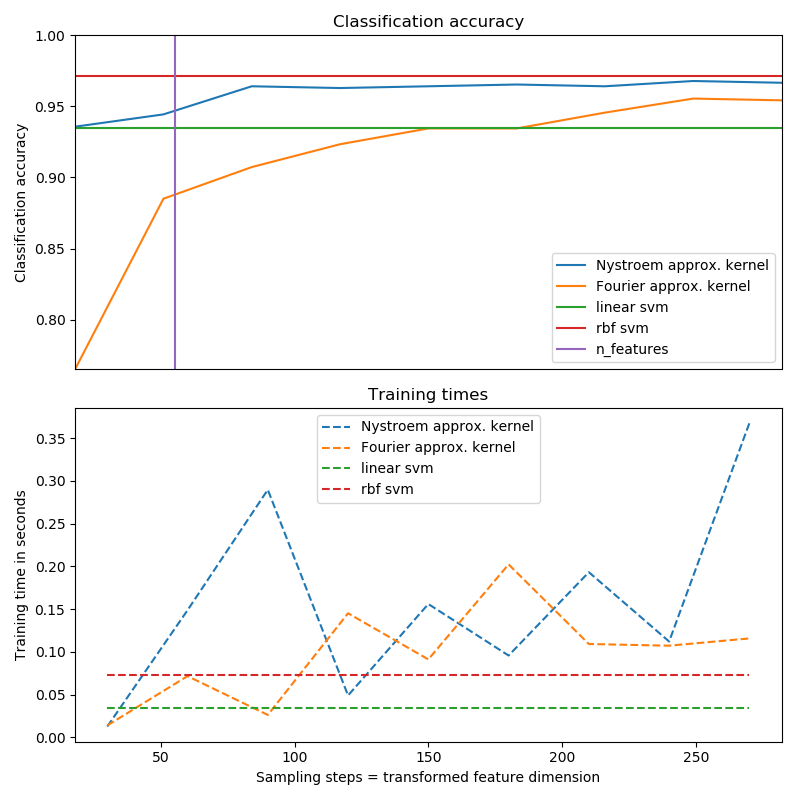 Classification accuracy
1.00
0.95
0.90
0.85
0.80
Classification accuracy
Nystroem approx. kernel
Fourier approx. kernel
linear svm
rbf svm
n_features
Training times
0.35
0.30
0.25
0.20
0.15
0.10
0.05
0.00
Training time in seconds
Nystroem approx. kernel
Fourier approx. kernel
linear svm
rbf svm
50 100 150 200 250
Sampling steps = transformed feature dimension